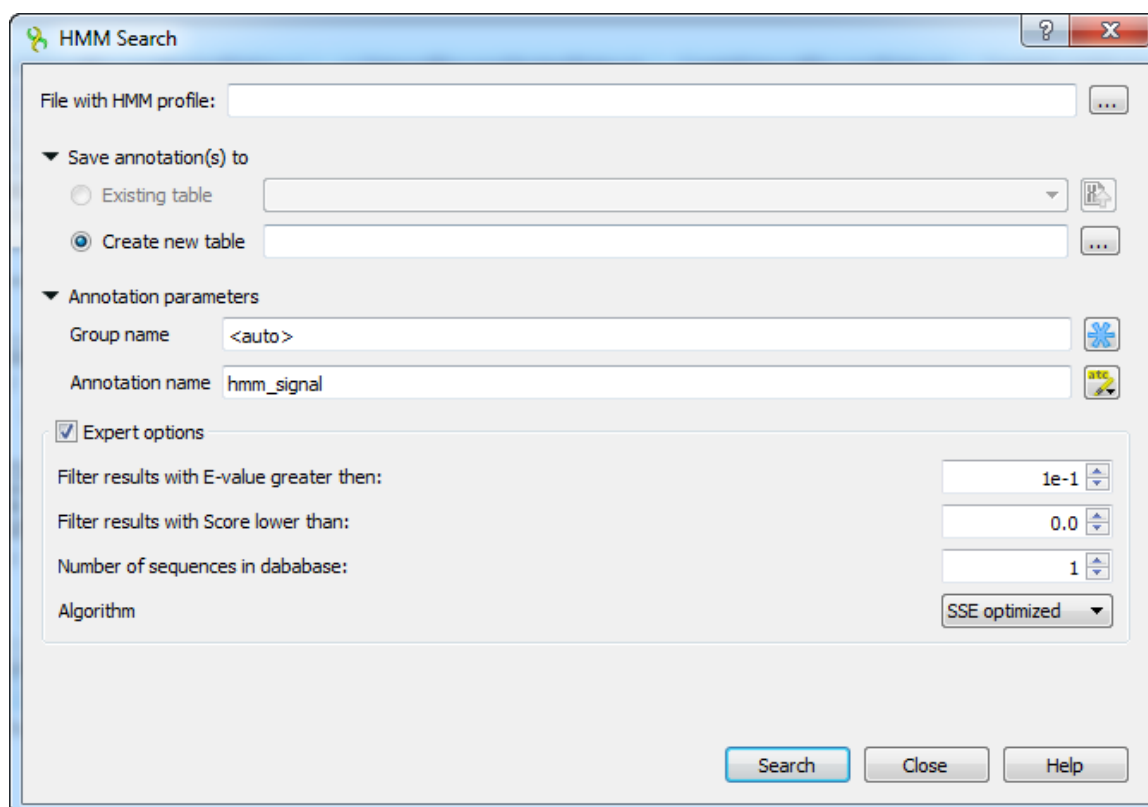 HMM Search
File with HMM profile: ...
Save annotation(s) to
Existing table
Create new table ...
Annotation parameters
Group name <auto>
Annotation name hmm_signal
Expert options
Filter results with E-value greater then: 1e-1
Filter results with Score lower than: 0.0
Number of sequences in dababase: 1
Algorithm SSE optimized
Search Close Help